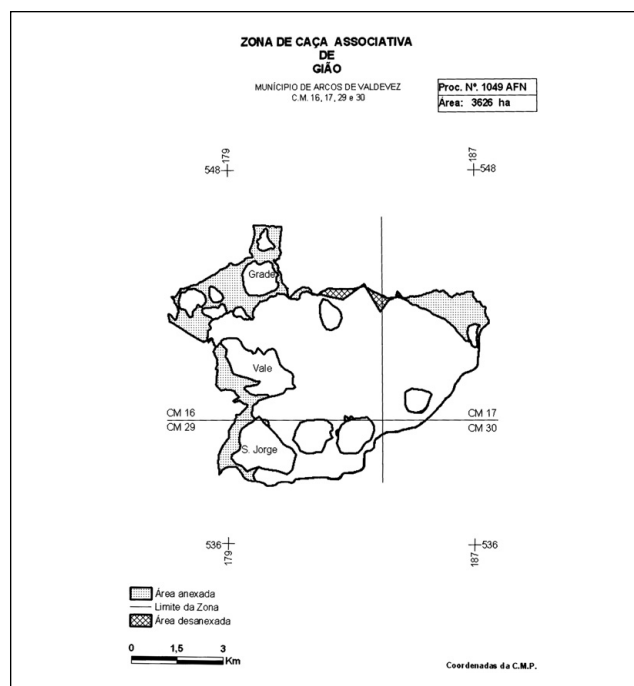 ZONA DE CAÇA ASSOCIATIVA
DE
GIÃO
MUNÍCIPIO DE ARCOS DE VALDEVEZ
C.M. 16, 17, 29 e 30
Proc. Nº. 1049 AFN
Área: 3626 ha
179
187
548
548
Grade
Vale
CM 16
CM 17
CM 29
CM 30
S. Jorge
536
536
179
187
Área anexada
Limite da Zona
Área desanexada
0 1,5 3
Km
Coordenadas da C.M.P.